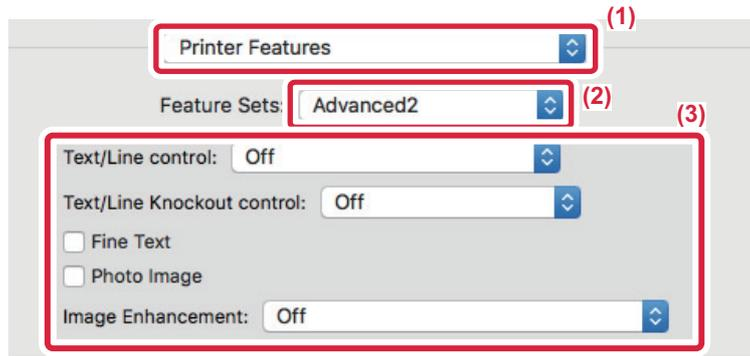 (1)
Printer Features
Feature Sets: Advanced2 (2)
(3)
Text/Line control: Off
Text/Line Knockout control: Off
Fine Text
Photo Image
Image Enhancement: Off